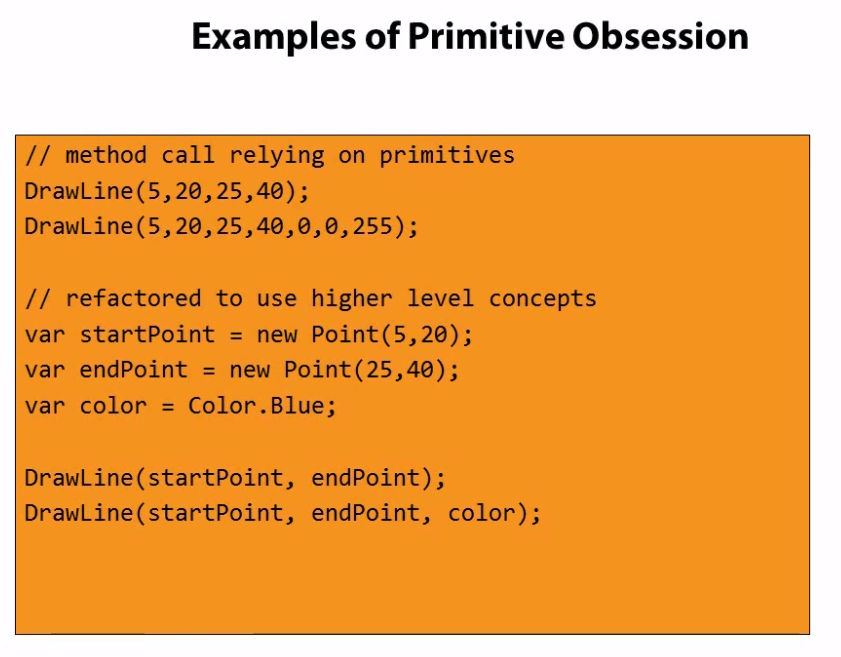 Examples of Primitive Obsession
// method call relying on primitives
DrawLine(5,20,25,40);
DrawLine(5,20,25,40,0,0,255);
// refactored to use higher level concepts
var startPoint = new Point(5,20);
var endPoint = new Point(25,40);
var color = Color.Blue;
DrawLine(startPoint, endPoint);
DrawLine(startPoint, endPoint, color);